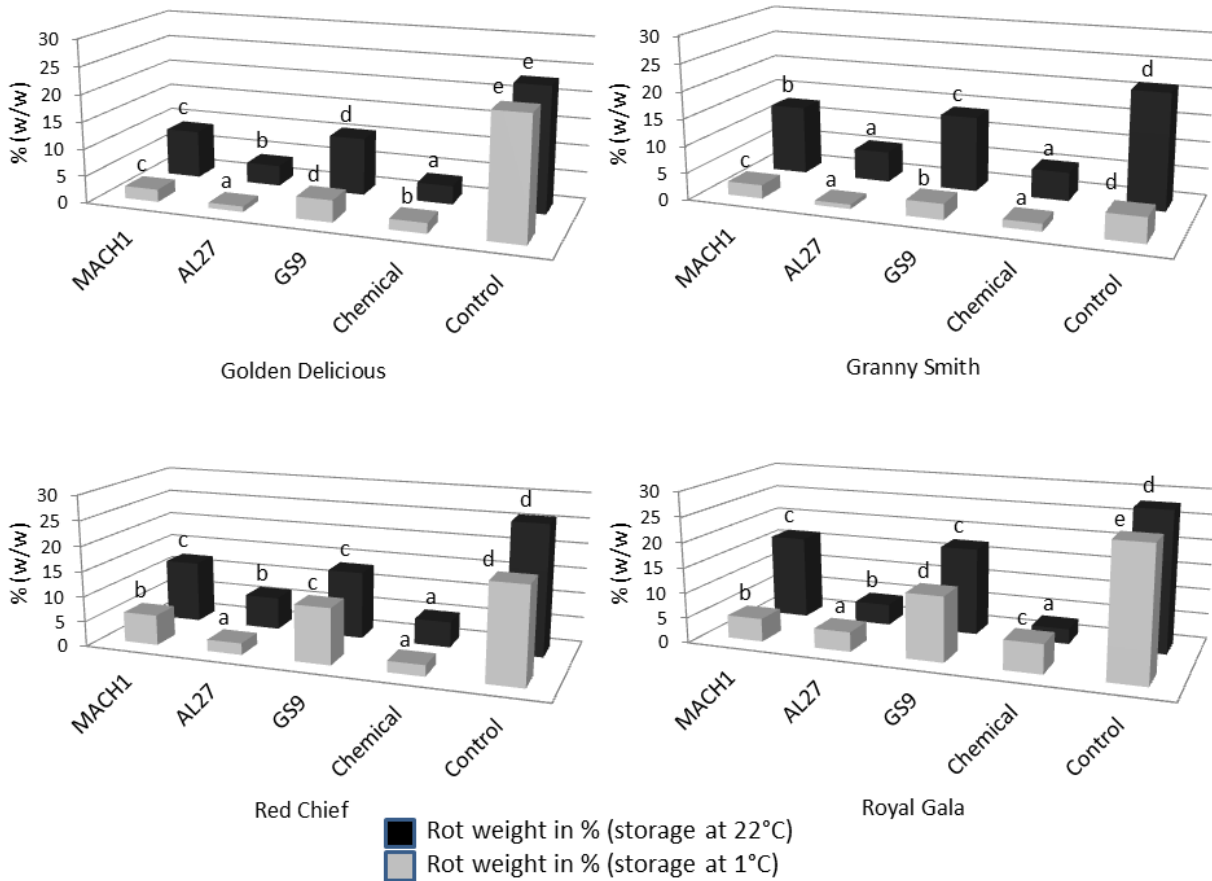 30
25
20
15
10
5
0
% (w/w)
c
b
d
a
e
c
a
d
b
e
MACH1
AL27
GS9
Chemical
Control
Golden Delicious
30
25
20
15
10
5
0
% (w/w)
b
a
c
a
d
c
a
b
a
d
MACH1
AL27
GS9
Chemical
Control
Granny Smith
30
25
20
15
10
5
0
% (w/w)
c
b
c
a
d
b
a
c
a
d
MACH1
AL27
GS9
Chemical
Control
Red Chief
30
25
20
15
10
5
0
% (w/w)
c
b
c
a
d
b
a
d
c
e
MACH1
AL27
GS9
Chemical
Control
Royal Gala
Rot weight in % (storage at 22°C)
Rot weight in % (storage at 1°C)